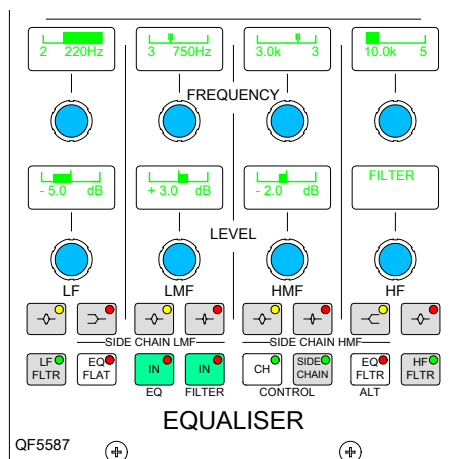 2 220Hz 3 750Hz 3.0k 3 10.0k 5
FREQUENCY
- 5.0 dB + 3.0 dB - 2.0 dB FILTER
LEVEL
LF LMF HMF HF
SIDE CHAIN LMF SIDE CHAIN HMF
LF FLTR EQ FLAT IN IN CH SIDE CHAIN EQ FLTR HF FLTR
EQ FILTER CONTROL ALT
EQUALISER
QF5587